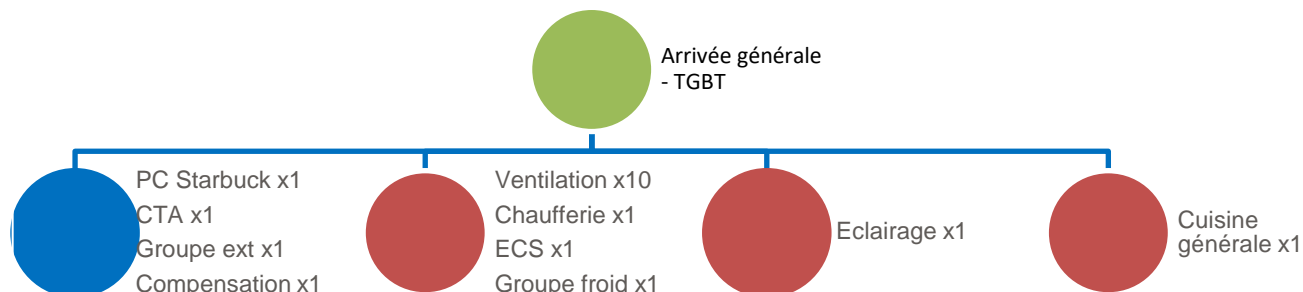 Arrivée générale
- TGBT
PC Starbuck x1
CTA x1
Groupe ext x1
Compensation x1
Ventilation x10
Chaufferie x1
ECS x1
Groupe froid x1
Eclairage x1
Cuisine
générale x1